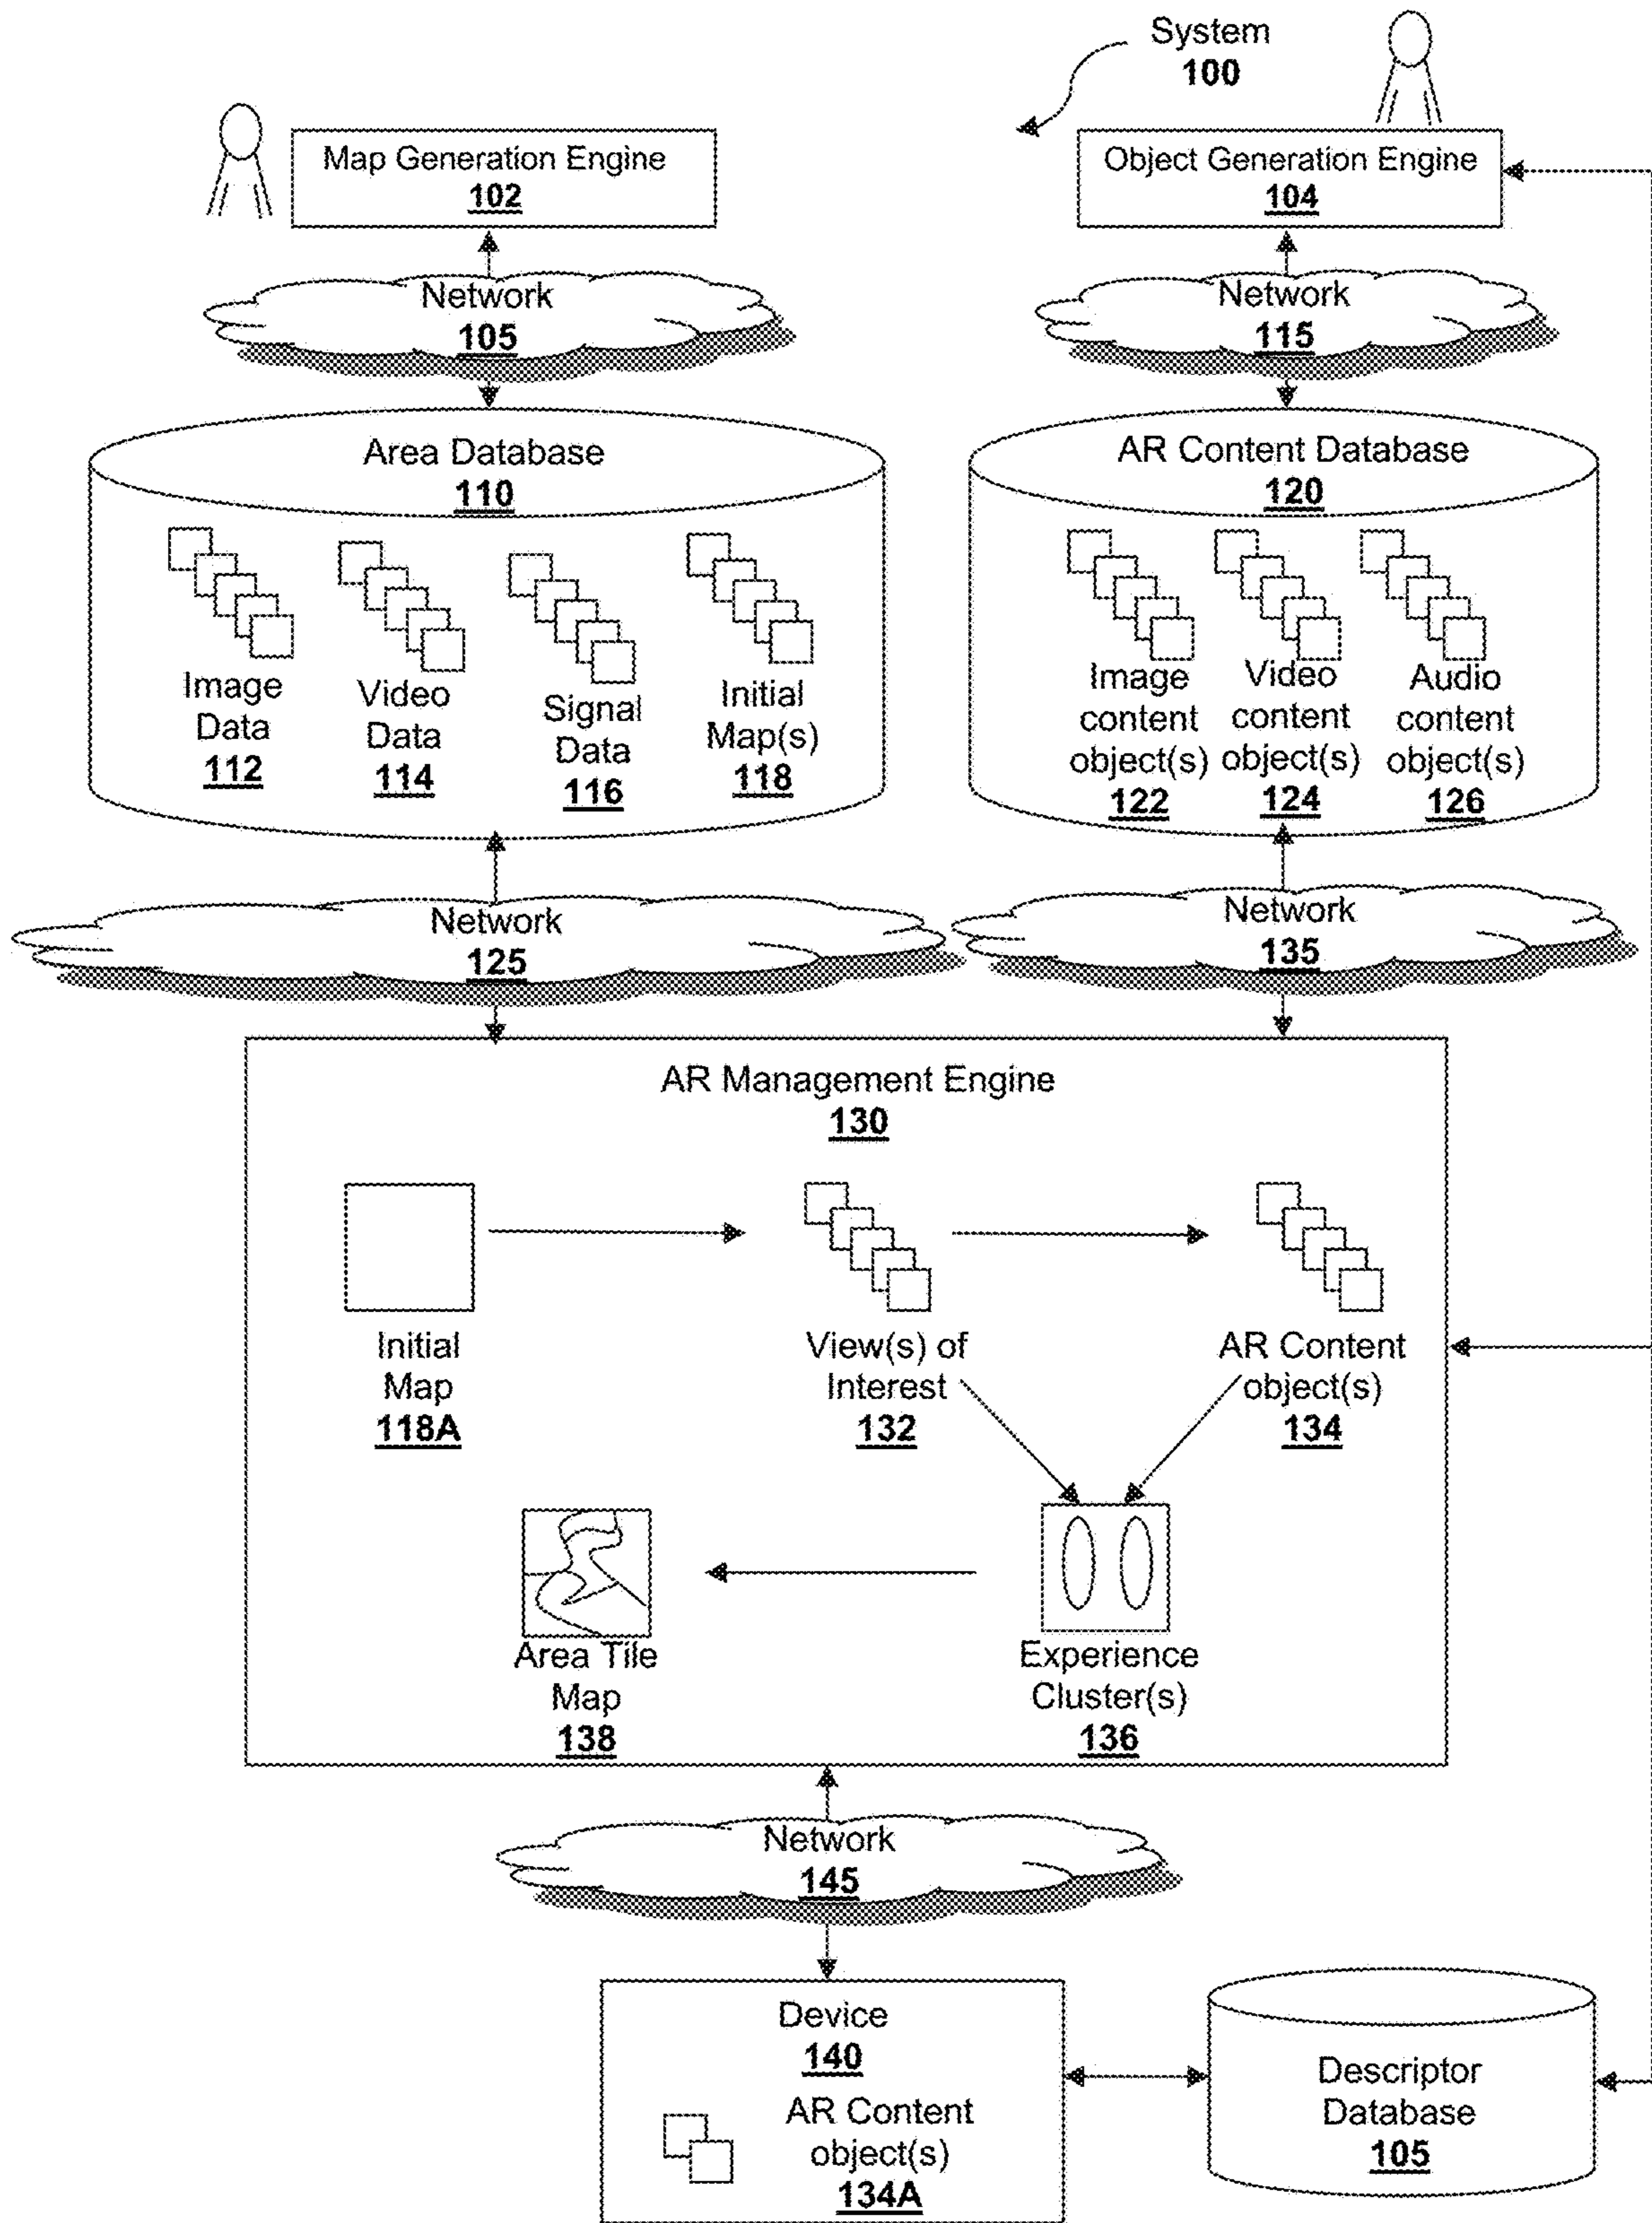 System
100
Map Generation Engine
102
Object Generation Engine
104
Network
105
Network
115
Area Database
110
Image
Data
112
Video
Data
114
Signal
Data
116
Initial
Map(s)
118
AR Content Database
120
Image
content
object(s)
122
Video
content
object(s)
124
Audio
content
object(s)
126
Network
125
Network
135
AR Management Engine
130
Initial
Map
118A
View(s) of
Interest
132
AR Content
object(s)
134
Area Tile
Map
138
Experience
Cluster(s)
136
Network
145
Device
140
AR Content
object(s)
134A
Descriptor
Database
105